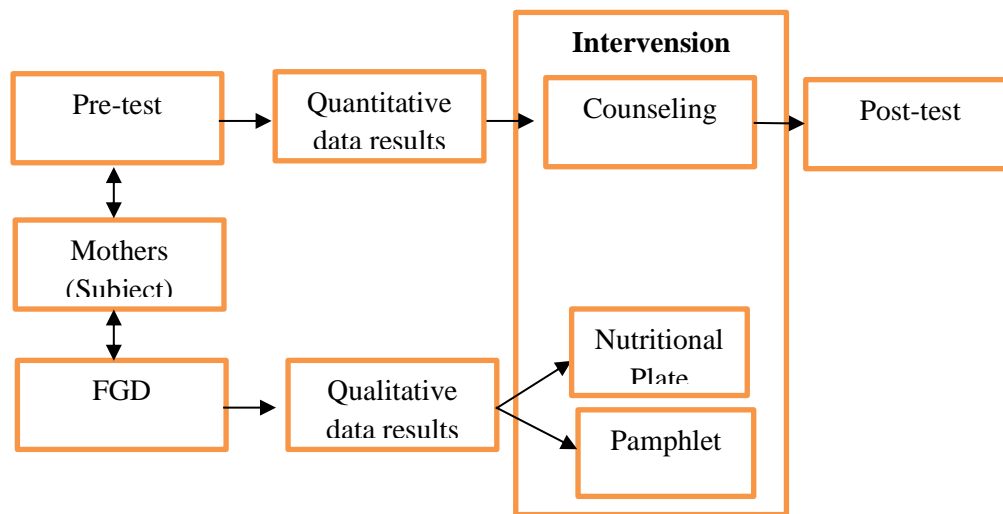 Intervension
Pre-test
Quantitative
data results
Counseling
Post-test
Mothers
(Subject)
FGD
Qualitative
data results
Nutritional
Plate
Pamphlet